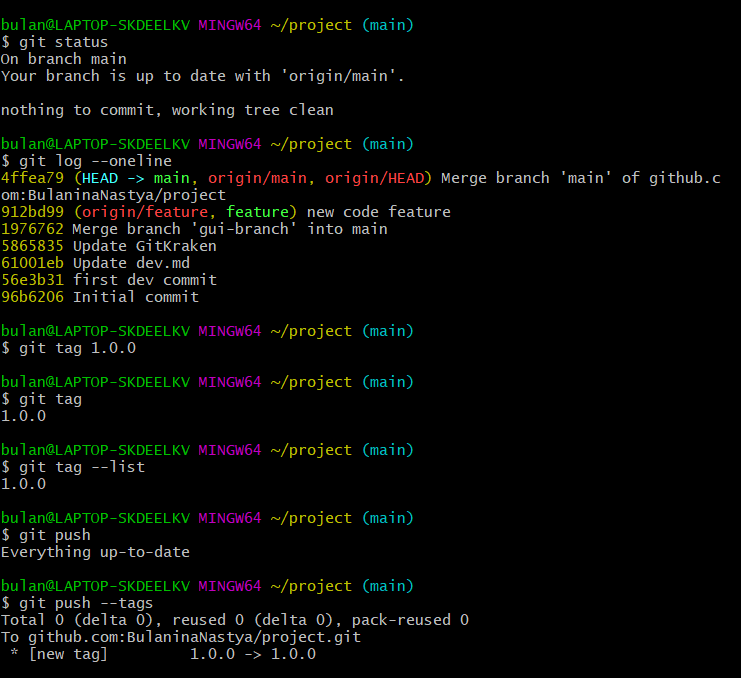 bulan@LAPTOP-SKDEELKV MINGW64 ~/project (main)
$ git status
On branch main
Your branch is up to date with 'origin/main'.
nothing to commit, working tree clean
bulan@LAPTOP-SKDEELKV MINGW64 ~/project (main)
$ git log --oneline
4ffea79 (HEAD -> main, origin/main, origin/HEAD) Merge branch 'main' of github.c
om:BulaninaNastya/project
912bd99 (origin/feature, feature) new code feature
1976762 Merge branch 'gui-branch' into main
5865835 Update GitKraken
61001eb Update dev.md
56e3b31 first dev commit
96b6206 Initial commit
bulan@LAPTOP-SKDEELKV MINGW64 ~/project (main)
$ git tag 1.0.0
bulan@LAPTOP-SKDEELKV MINGW64 ~/project (main)
$ git tag
1.0.0
bulan@LAPTOP-SKDEELKV MINGW64 ~/project (main)
$ git tag --list
1.0.0
bulan@LAPTOP-SKDEELKV MINGW64 ~/project (main)
$ git push
Everything up-to-date
bulan@LAPTOP-SKDEELKV MINGW64 ~/project (main)
$ git push --tags
Total 0 (delta 0), reused 0 (delta 0), pack-reused 0
To github.com:BulaninaNastya/project.git
 * [new tag]         1.0.0 -> 1.0.0